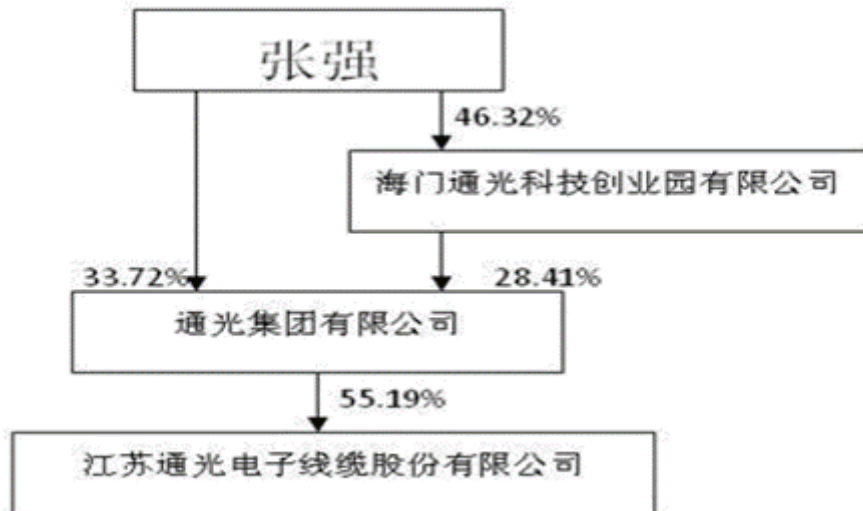 张强
46.32%
海门通光科技创业园有限公司
33.72%
28.41%
通光集团有限公司
55.19%
江苏通光电子线缆股份有限公司